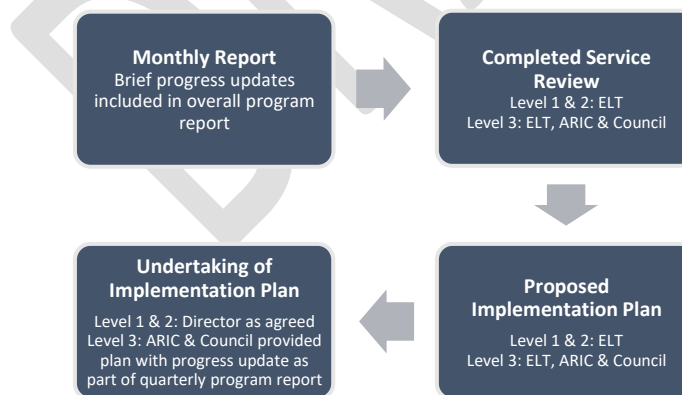 Monthly Report
Brief progress updates
included in overall program
report
Completed Service
Review
Level 1 & 2: ELT
Level 3: ELT, ARIC & Council
Proposed
Implementation Plan
Level 1 & 2: ELT
Level 3: ELT, ARIC & Council
Undertaking of
Implementation Plan
Level 1 & 2: Director as agreed
Level 3: ARIC & Council provided
plan with progress update as
part of quarterly program report